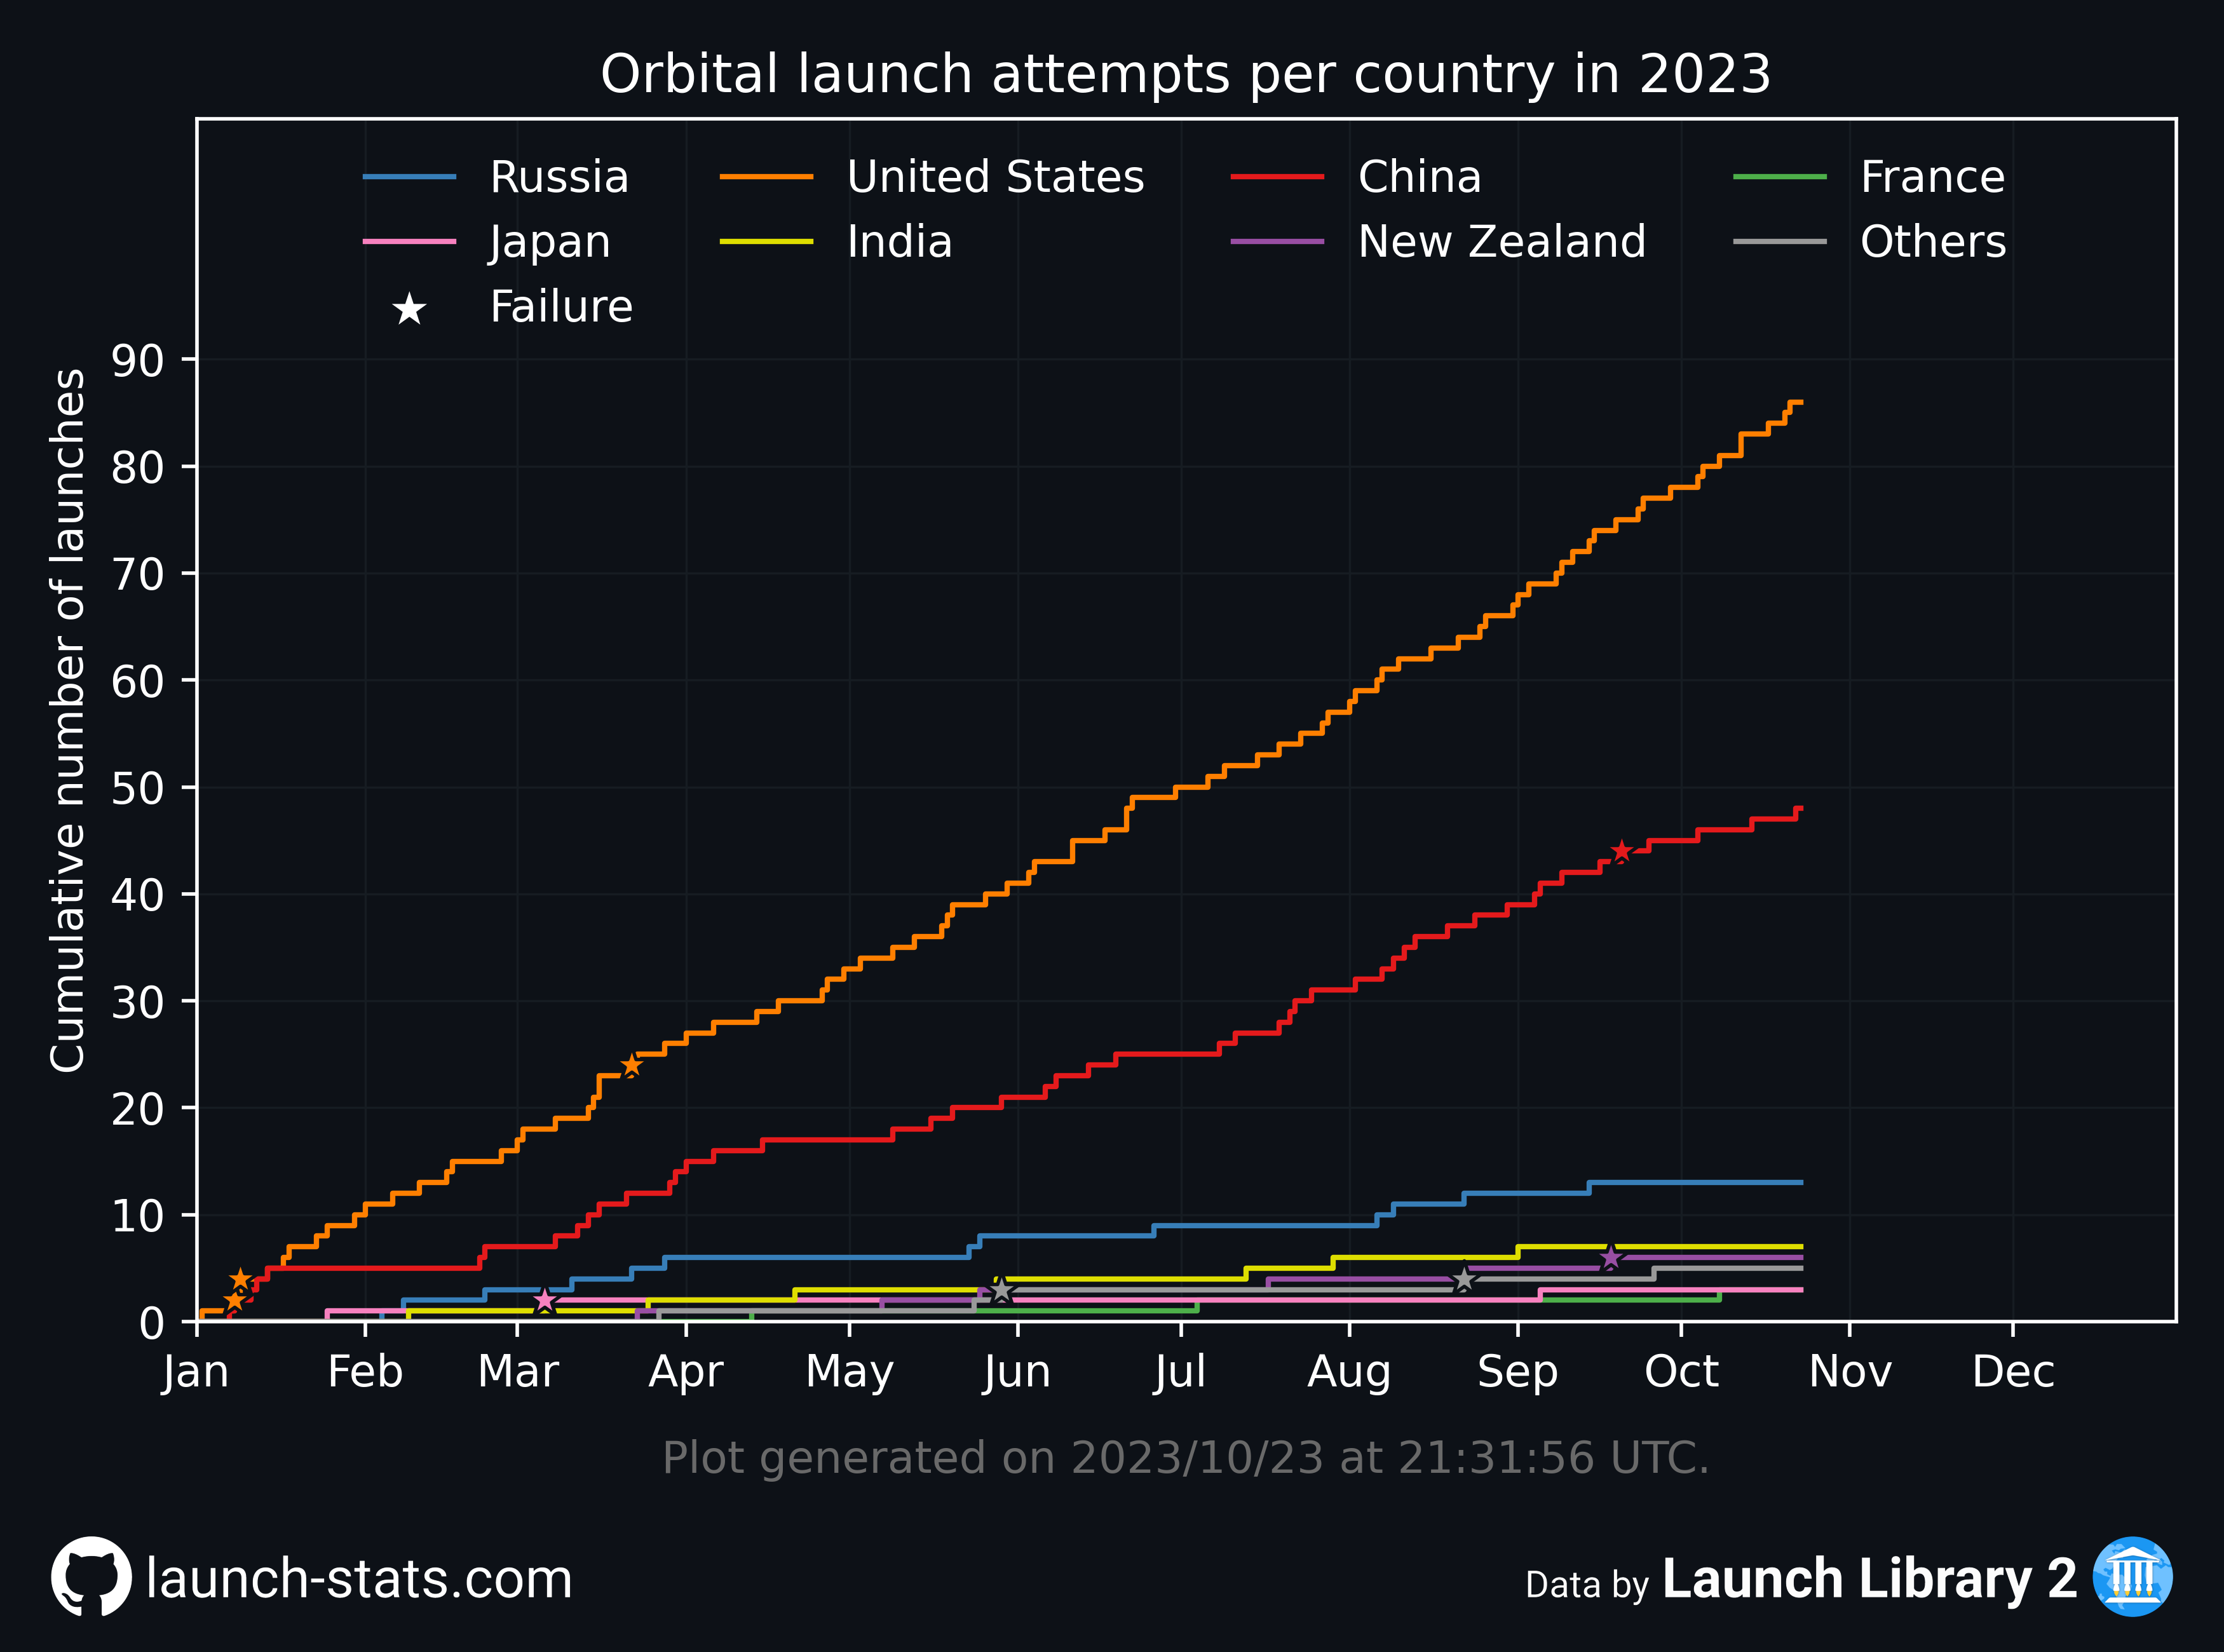 Orbital launch attempts per country in 2023
Russia United States China France
Japan India New Zealand Others
Failure
Cumulative number of launches
90
80
70
60
50
40
30
20
10
0
Jan Feb Mar Apr May Jun Jul Aug Sep Oct Nov Dec
Plot generated on 2023/10/23 at 21:31:56 UTC.
launch-stats.com
Data by Launch Library 2